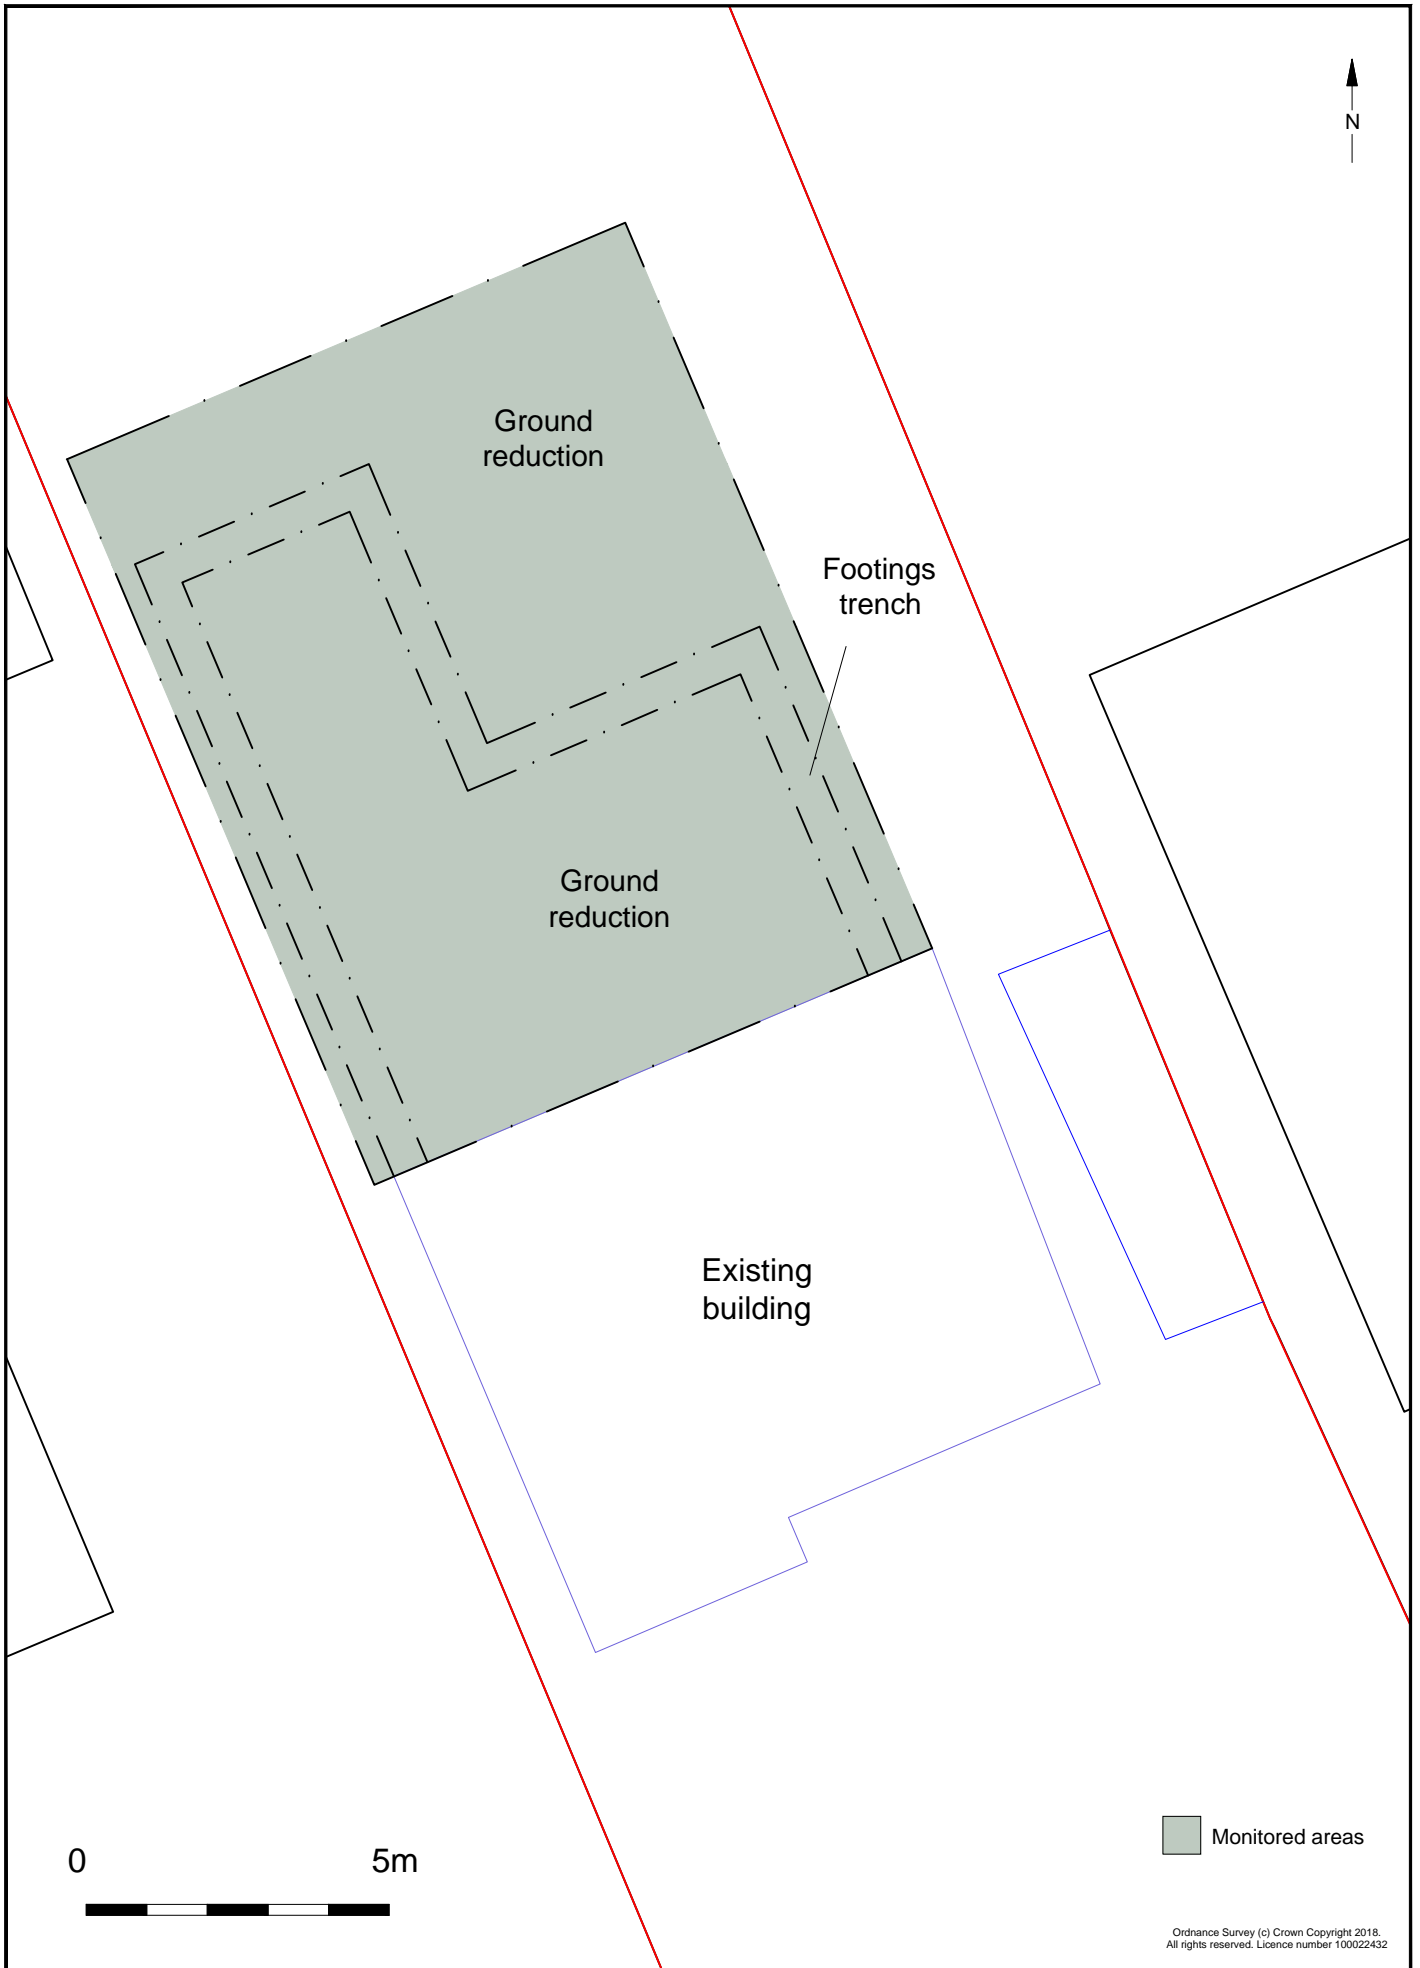 N
Ground
reduction
Footings
trench
Ground
reduction
Existing
building
Monitored areas
0 5m
Ordnance Survey (c) Crown Copyright 2018.
All rights reserved. Licence number 100022432